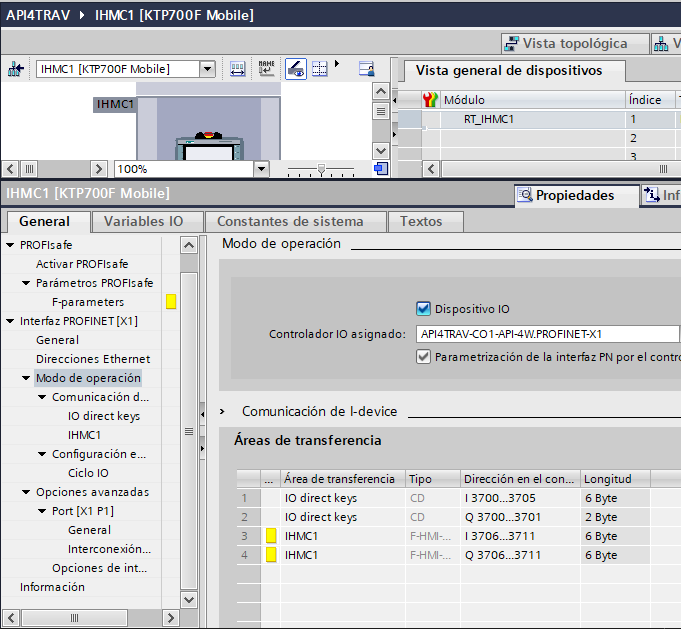 API4TRAV ▸ IHMC1 [KTP700F Mobile]
Vista topológica V
IHMC1 [KTP700F Mobile]
Vista general de dispositivos
Módulo Índice
IHMC1
RT_IHMC1 1
2
3
100%
IHMC1 [KTP700F Mobile]
Propiedades Inf
General Variables IO Constantes de sistema Textos
PROFIsafe
Activar PROFIsafe
Parámetros PROFIsafe
F-parameters
Interfaz PROFINET [X1]
General
Direcciones Ethernet
Modo de operación
Comunicación d...
IO direct keys
IHMC1
Configuración e...
Ciclo IO
Opciones avanzadas
Port [X1 P1]
General
Interconexión...
Opciones de int...
Información
Modo de operación
Dispositivo IO
Controlador IO asignado: API4TRAV-CO1-API-4W.PROFINET-X1
Parametrización de la interfaz PN por el contro
Comunicación de I-device
Áreas de transferencia
... Área de transferencia Tipo Dirección en el con... Longitud
1 IO direct keys CD I 3700...3705 6 Byte
2 IO direct keys CD Q 3700...3701 2 Byte
3 IHMC1 F-HMI-... I 3706...3711 6 Byte
4 IHMC1 F-HMI-... Q 3706...3711 6 Byte